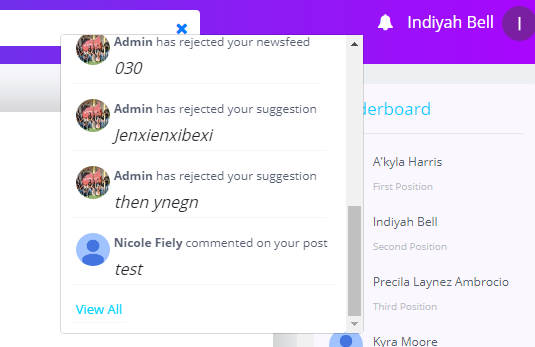 Indiyah Bell
I
Admin has rejected your newsfeed
030
Admin has rejected your suggestion
Jenxienxibexi
Admin has rejected your suggestion
then ynegn
Nicole Fiely commented on your post
test
View All
derboard
A'kyla Harris
First Position
Indiyah Bell
Second Position
Precila Laynez Ambrocio
Third Position
Kyra Moore